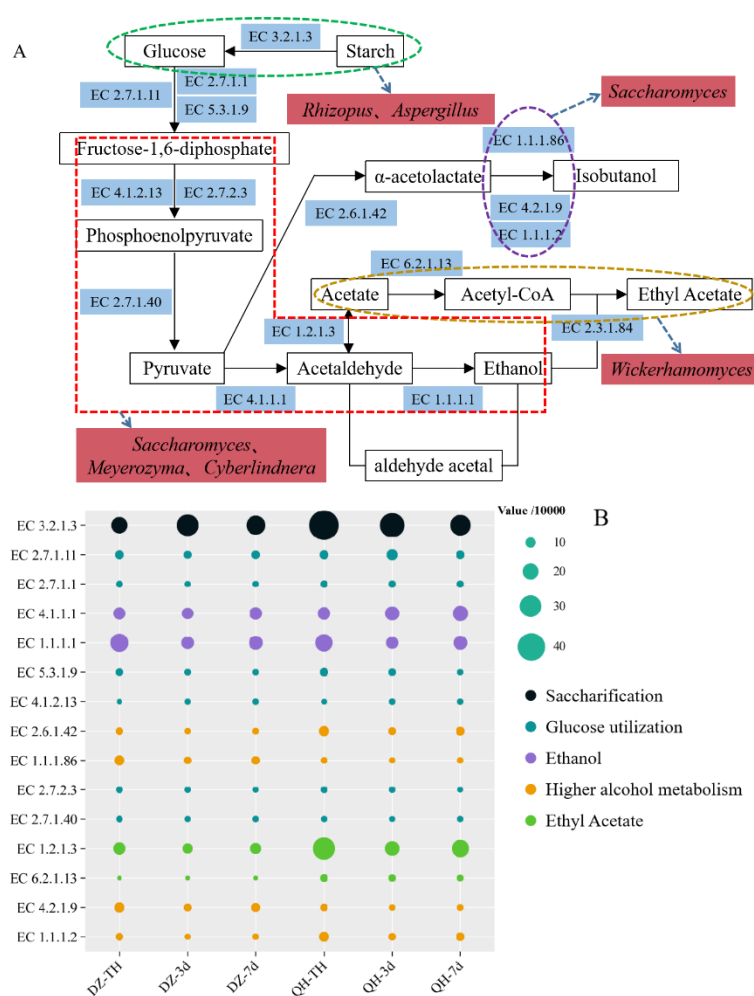 A
Glucose
EC 3.2.1.3
Starch
EC 2.7.1.11
EC 2.7.1.1
EC 5.3.1.9
Rhizopus、Aspergillus
Saccharomyces
Fructose-1,6-diphosphate
EC 1.1.1.86
α-acetolactate
Isobutanol
EC 4.1.2.13
EC 2.7.2.3
EC 2.6.1.42
EC 4.2.1.9
EC 1.1.1.2
Phosphoenolpyruvate
EC 6.2.1.13
EC 2.7.1.40
Acetate
Acetyl-CoA
Ethyl Acetate
EC 1.2.1.3
EC 2.3.1.84
Pyruvate
Acetaldehyde
Ethanol
Wickerhamomyces
EC 4.1.1.1
EC 1.1.1.1
Saccharomyces、
Meyerozyma、Cyberlindnera
aldehyde acetal
B
EC 3.2.1.3
EC 2.7.1.11
EC 2.7.1.1
EC 4.1.1.1
EC 1.1.1.1
EC 5.3.1.9
EC 4.1.2.13
EC 2.6.1.42
EC 1.1.1.86
EC 2.7.2.3
EC 2.7.1.40
EC 1.2.1.3
EC 6.2.1.13
EC 4.2.1.9
EC 1.1.1.2
DZ-TH
DZ-3d
DZ-7d
QH-TH
QH-3d
QH-7d
Value /10000
10
20
30
40
Saccharification
Glucose utilization
Ethanol
Higher alcohol metabolism
Ethyl Acetate